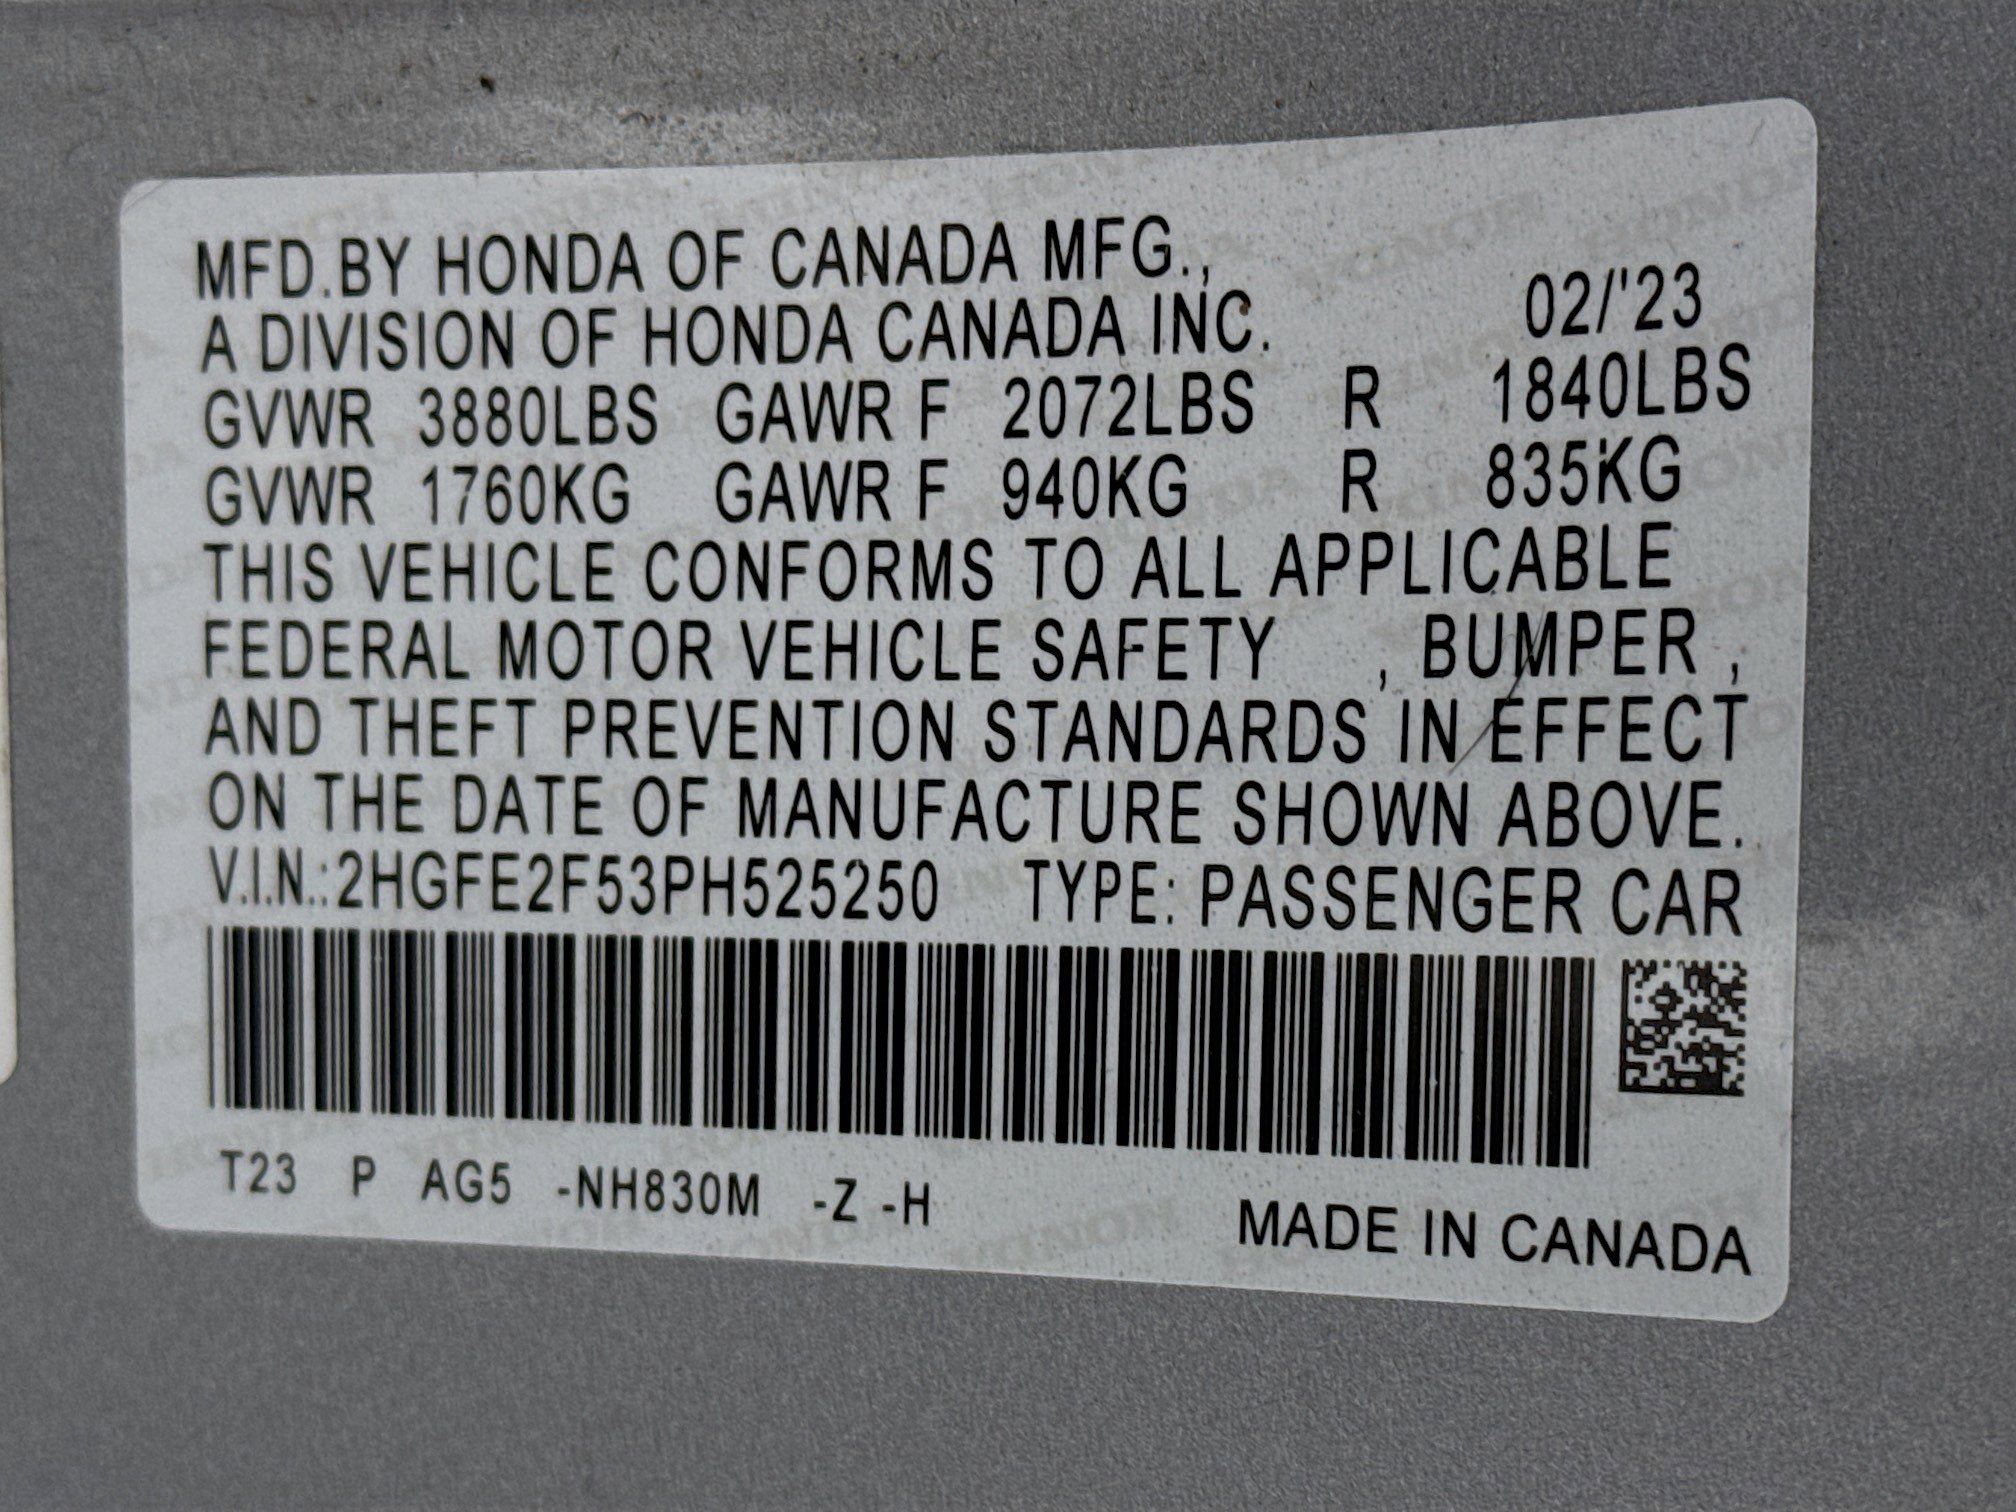 MFD.BY HONDA OF CANADA MFG.,
A DIVISION OF HONDA CANADA INC. 02/'23
GVWR 3880LBS GAWR F 2072LBS R 1840LBS
GVWR 1760KG GAWR F 940KG R 835KG
THIS VEHICLE CONFORMS TO ALL APPLICABLE
FEDERAL MOTOR VEHICLE SAFETY , BUMPER ,
AND THEFT PREVENTION STANDARDS IN EFFECT
ON THE DATE OF MANUFACTURE SHOWN ABOVE.
V.I.N.:2HGFE2F53PH525250 TYPE: PASSENGER CAR
T23 P AG5 -NH830M -Z -H
MADE IN CANADA